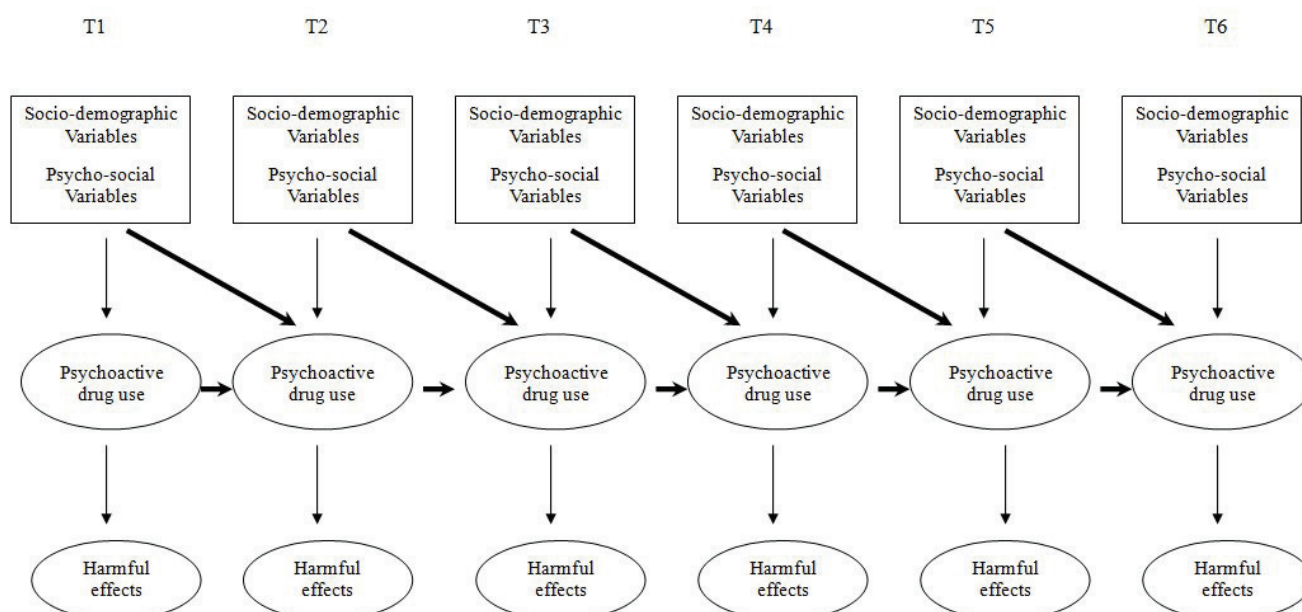 T1 T2 T3 T4 T5 T6
Socio-demographic
Variables
Psycho-social
Variables
Socio-demographic
Variables
Psycho-social
Variables
Socio-demographic
Variables
Psycho-social
Variables
Socio-demographic
Variables
Psycho-social
Variables
Socio-demographic
Variables
Psycho-social
Variables
Socio-demographic
Variables
Psycho-social
Variables
Psychoactive
drug use
Psychoactive
drug use
Psychoactive
drug use
Psychoactive
drug use
Psychoactive
drug use
Psychoactive
drug use
Harmful
effects
Harmful
effects
Harmful
effects
Harmful
effects
Harmful
effects
Harmful
effects